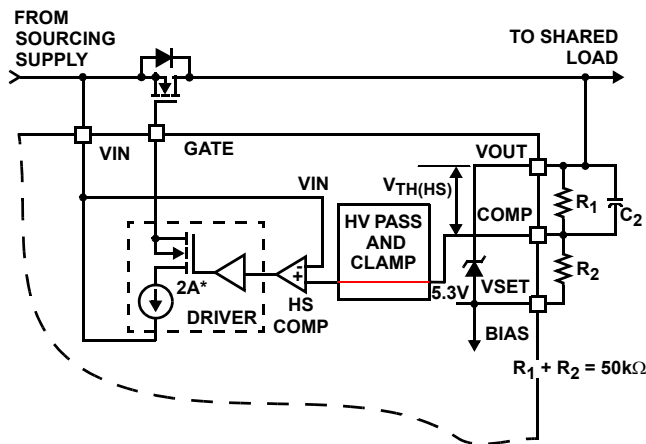 FROM
SOURCING
SUPPLY
TO SHARED
LOAD
VIN
GATE
VOUT
VIN
V_TH(HS)
COMP
R_1
C_2
HV PASS
AND
CLAMP
R_2
2A*
5.3V
VSET
HS
COMP
DRIVER
BIAS
R_1 + R_2 = 50kΩ